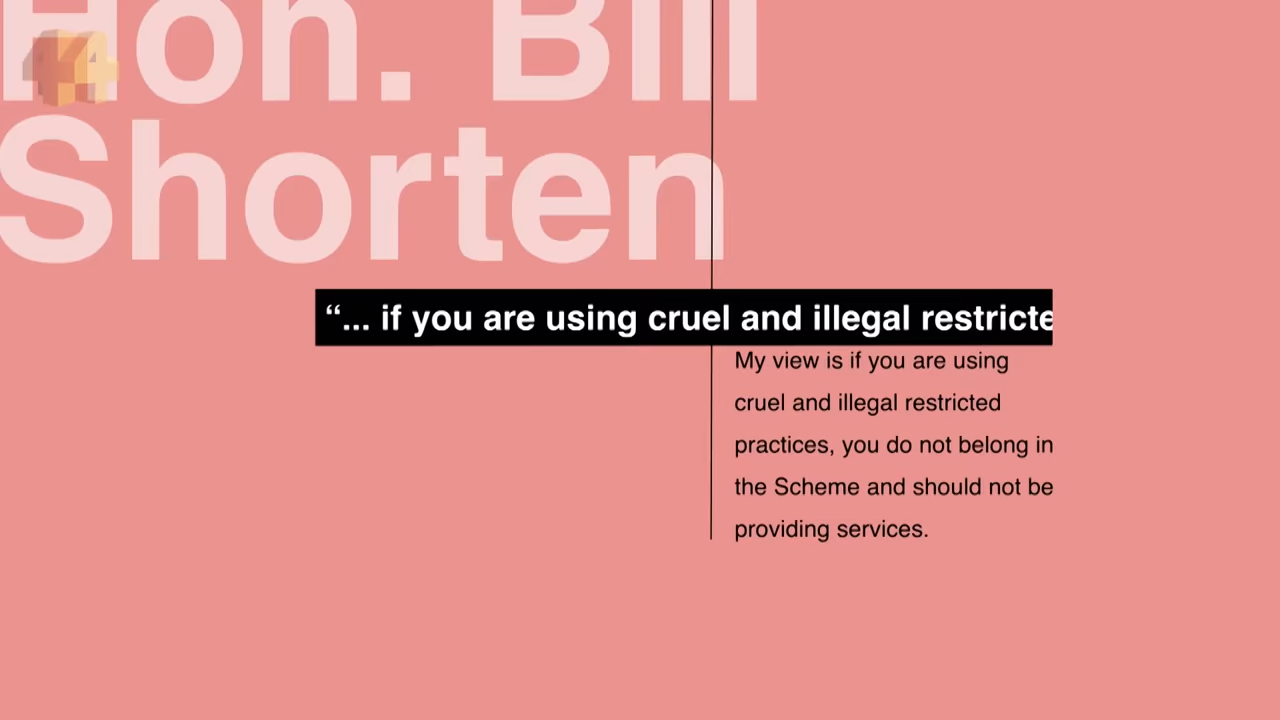 Hon. Bill
Shorten
“... if you are using cruel and illegal restricte
My view is if you are using
cruel and illegal restricted
practices, you do not belong in
the Scheme and should not be
providing services.